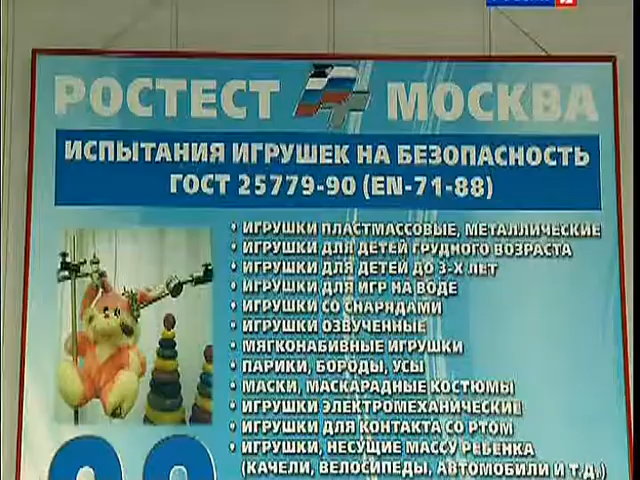 РОСТЕСТ МОСКВА
ИСПЫТАНИЯ ИГРУШЕК НА БЕЗОПАСНОСТЬ
ГОСТ 25779-90 (EN-71-88)
• ИГРУШКИ ПЛАСТМАССОВЫЕ, МЕТАЛЛИЧЕСКИЕ
• ИГРУШКИ ДЛЯ ДЕТЕЙ ГРУДНОГО ВОЗРАСТА
• ИГРУШКИ ДЛЯ ДЕТЕЙ ДО 3-Х ЛЕТ
• ИГРУШКИ ДЛЯ ИГР НА ВОДЕ
• ИГРУШКИ СО СНАРЯДАМИ
• ИГРУШКИ ОЗВУЧЕННЫЕ
• МЯГКОНАБИВНЫЕ ИГРУШКИ
• ПАРИКИ, БОРОДЫ, УСЫ
• МАСКИ, МАСКАРАДНЫЕ КОСТЮМЫ
• ИГРУШКИ ЭЛЕКТРОМЕХАНИЧЕСКИЕ
• ИГРУШКИ ДЛЯ КОНТАКТА СО РТОМ
• ИГРУШКИ, НЕСУЩИЕ МАССУ РЕБЕНКА
(КАЧЕЛИ, ВЕЛОСИПЕДЫ, АВТОМОБИЛИ И Т.Д.)